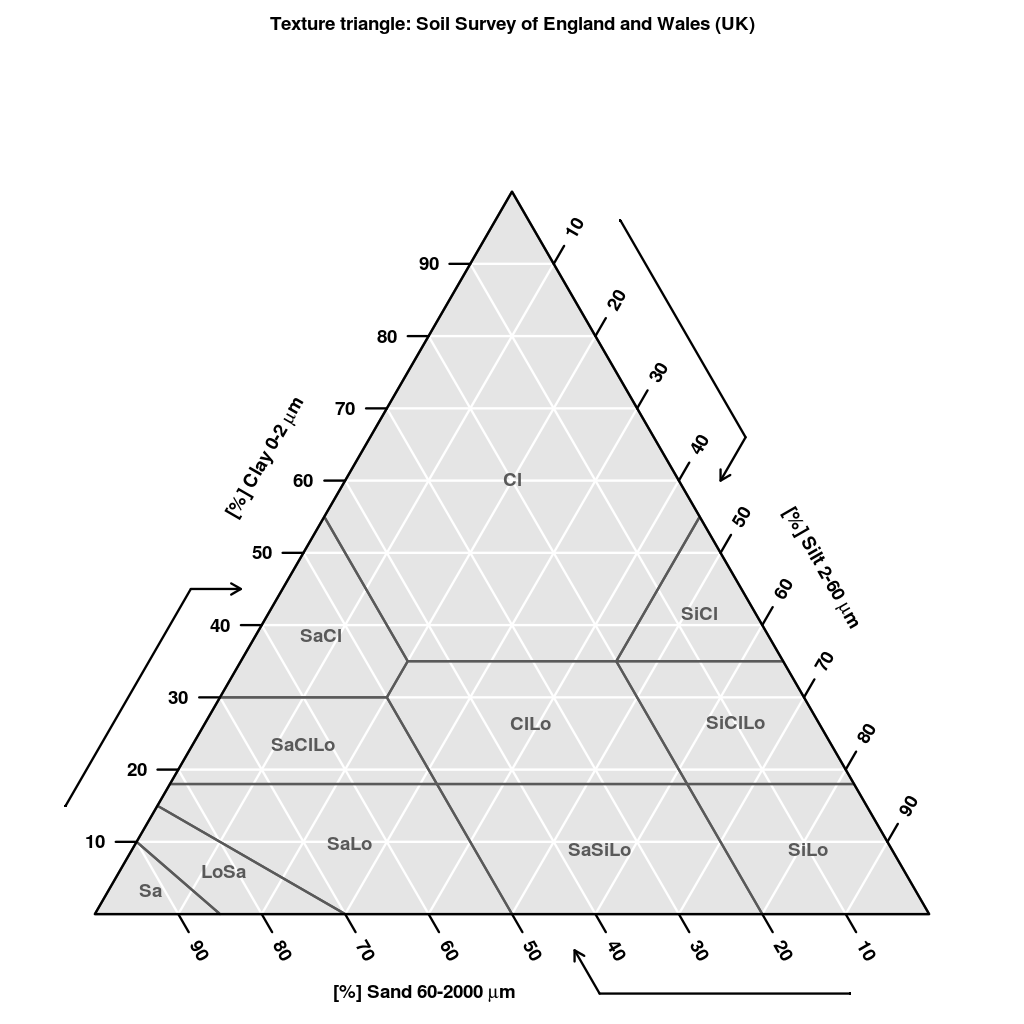 Texture triangle: Soil Survey of England and Wales (UK)
10
90
20
80
30
70
40
[%] Clay 0-2 µm
60
Cl
50
[%] Silt 2-60 µm
50
60
SiCl
40
SaCl
70
30
ClLo
SiClLo
80
SaClLo
20
90
10
SaLo
SaSiLo
SiLo
LoSa
Sa
90
80
70
60
50
40
30
20
10
[%] Sand 60-2000 µm